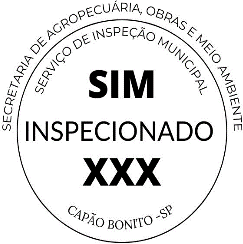 SECRETARIA DE AGROPECUÁRIA, OBRAS E MEIO AMBIENTE
SERVIÇO DE INSPEÇÃO MUNICIPAL
SIM
INSPECIONADO
XXX
CAPÃO BONITO -SP